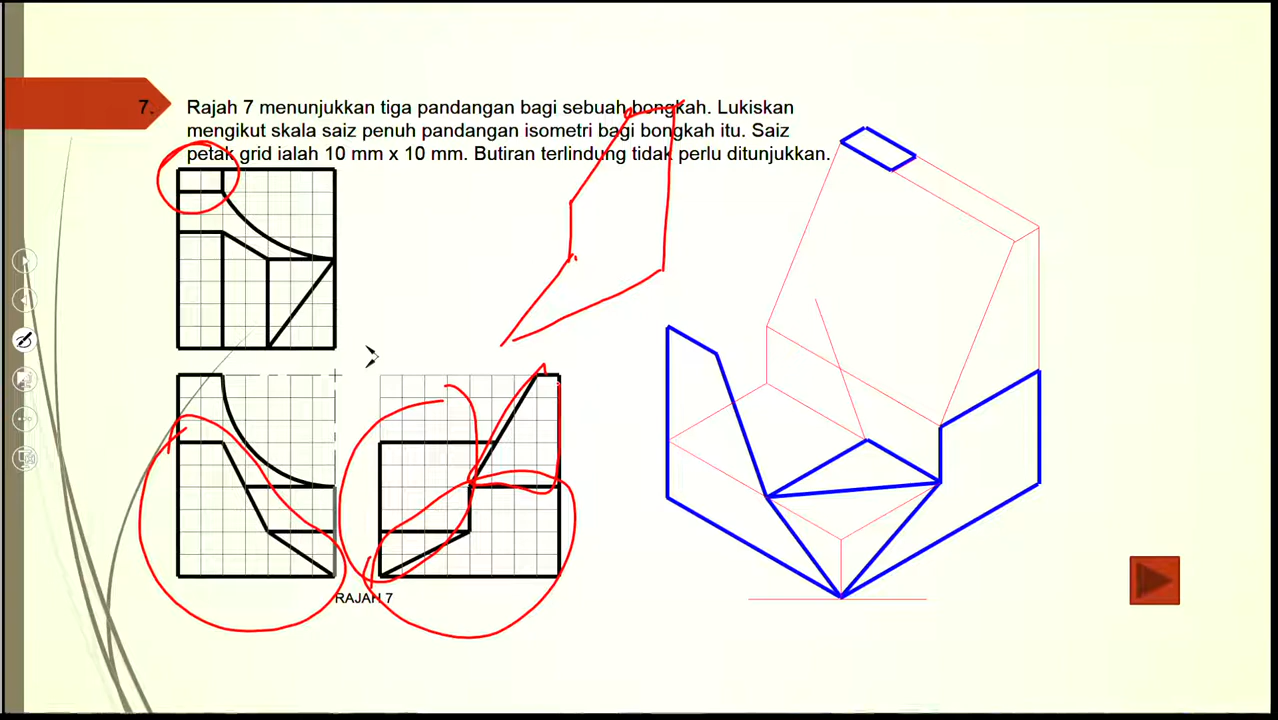 7. Rajah 7 menunjukkan tiga pandangan bagi sebuah bongkah. Lukiskan
mengikut skala saiz penuh pandangan isometri bagi bongkah itu. Saiz
petak grid ialah 10 mm x 10 mm. Butiran terlindung tidak perlu ditunjukkan.
RAJAH 7